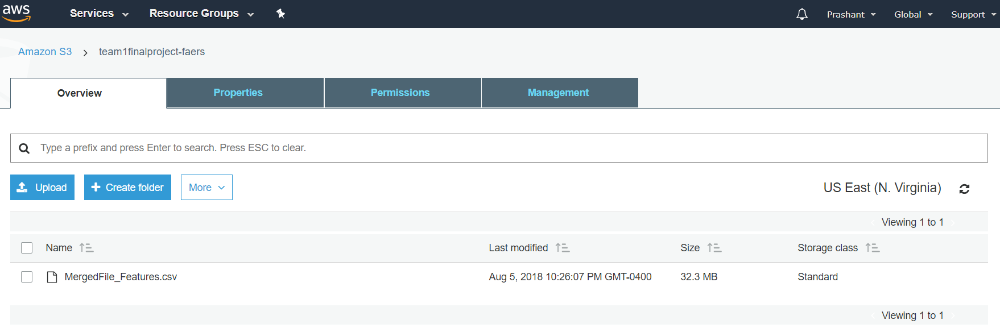 aws Services Resource Groups Prashant Global Support
Amazon S3 team1finalproject-faers
Overview Properties Permissions Management
Type a prefix and press Enter to search. Press ESC to clear.
Upload Create folder More US East (N. Virginia)
Viewing 1 to 1
Name Last modified Size Storage class
MergedFile_Features.csv Aug 5, 2018 10:26:07 PM GMT-0400 32.3 MB Standard
Viewing 1 to 1